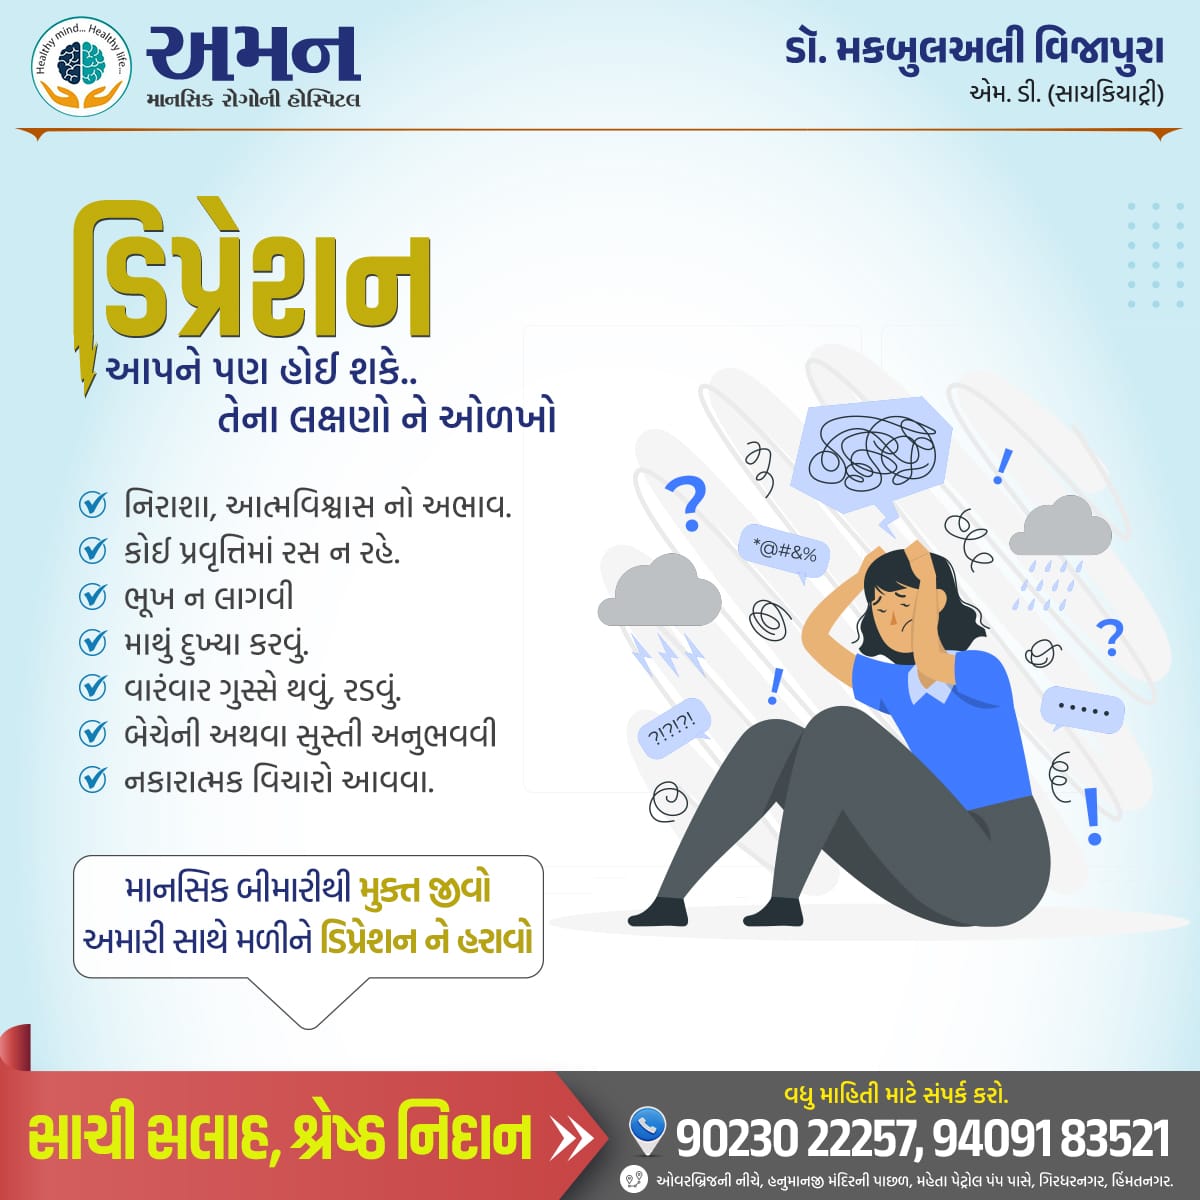 Healthy mind... Healthy life...
અમન
માનસિક રોગોની હોસ્પિટલ
ડૉ. મકબુલઅલી વિજાપુરા
એમ. ડી. (સાયકિયાટ્રી)
ડિપ્રેશન
આપને પણ હોઈ શકે..
તેના લક્ષણો ને ઓળખો
નિરાશા, આત્મવિશ્વાસ નો અભાવ.
કોઈ પ્રવૃત્તિમાં રસ ન રહે.
ભૂખ ન લાગવી
માથું દુખ્યા કરવું.
વારંવાર ગુસ્સે થવું, રડવું.
બેચેની અથવા સુસ્તી અનુભવવી
નકારાત્મક વિચારો આવવા.
?
!
*@#&%
?
!
?!?!?!
•••••
!
માનસિક બીમારીથી મુક્ત જીવો
અમારી સાથે મળીને ડિપ્રેશન ને હરાવો
સાચી સલાહ, શ્રેષ્ઠ નિદાન
વધુ માહિતી માટે સંપર્ક કરો.
90230 22257, 94091 83521
ઓવરબ્રિજની નીચે, હનુમાનજી મંદિરની પાછળ, મહેતા પેટ્રોલ પંપ પાસે, ગિરધરનગર, હિંમતનગર.